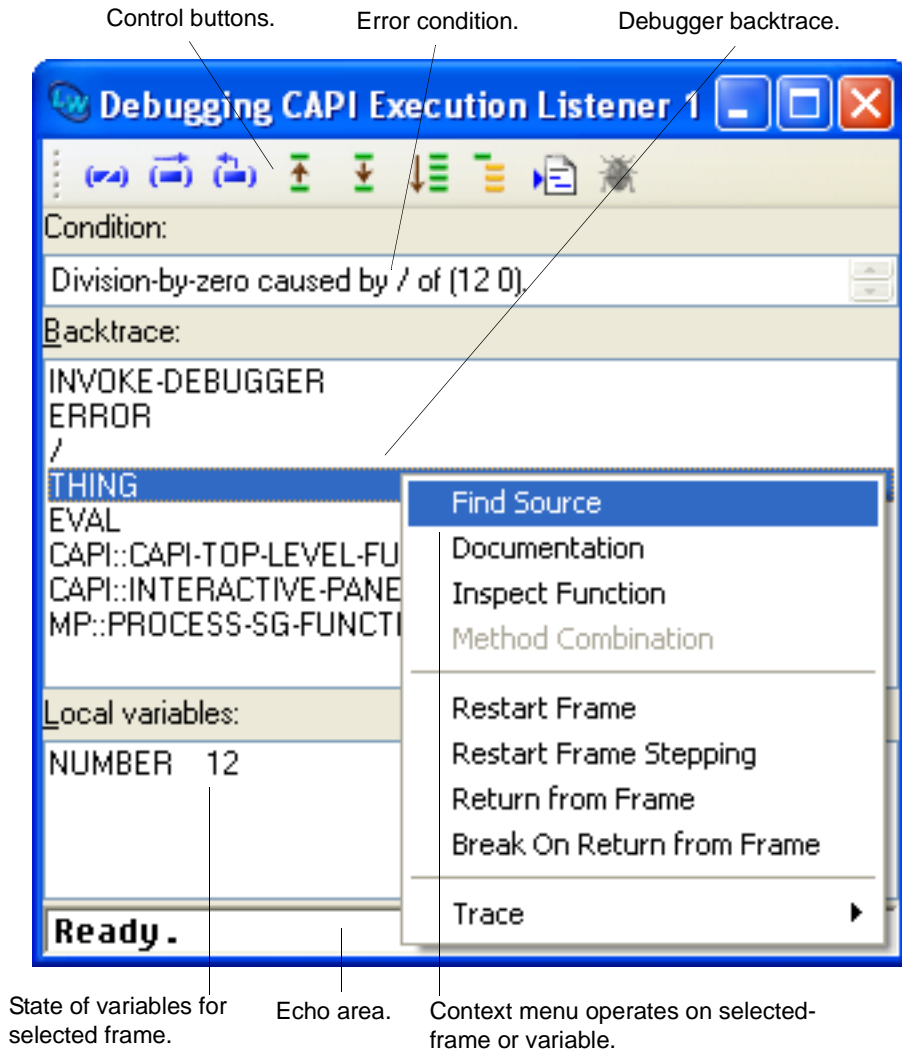 Control buttons.
Error condition.
Debugger backtrace.
LW
Debugging CAPI Execution Listener 1
Condition:
Division-by-zero caused by / of (12 0).
Backtrace:
INVOKE-DEBUGGER
ERROR
/
THING
EVAL
CAPI::CAPI-TOP-LEVEL-FU
CAPI::INTERACTIVE-PANE
MP::PROCESS-SG-FUNCTI
Find Source
Documentation
Inspect Function
Method Combination
Restart Frame
Restart Frame Stepping
Return from Frame
Break On Return from Frame
Trace
Local variables:
NUMBER 12
Ready.
State of variables for
selected frame.
Echo area.
Context menu operates on selected-
frame or variable.